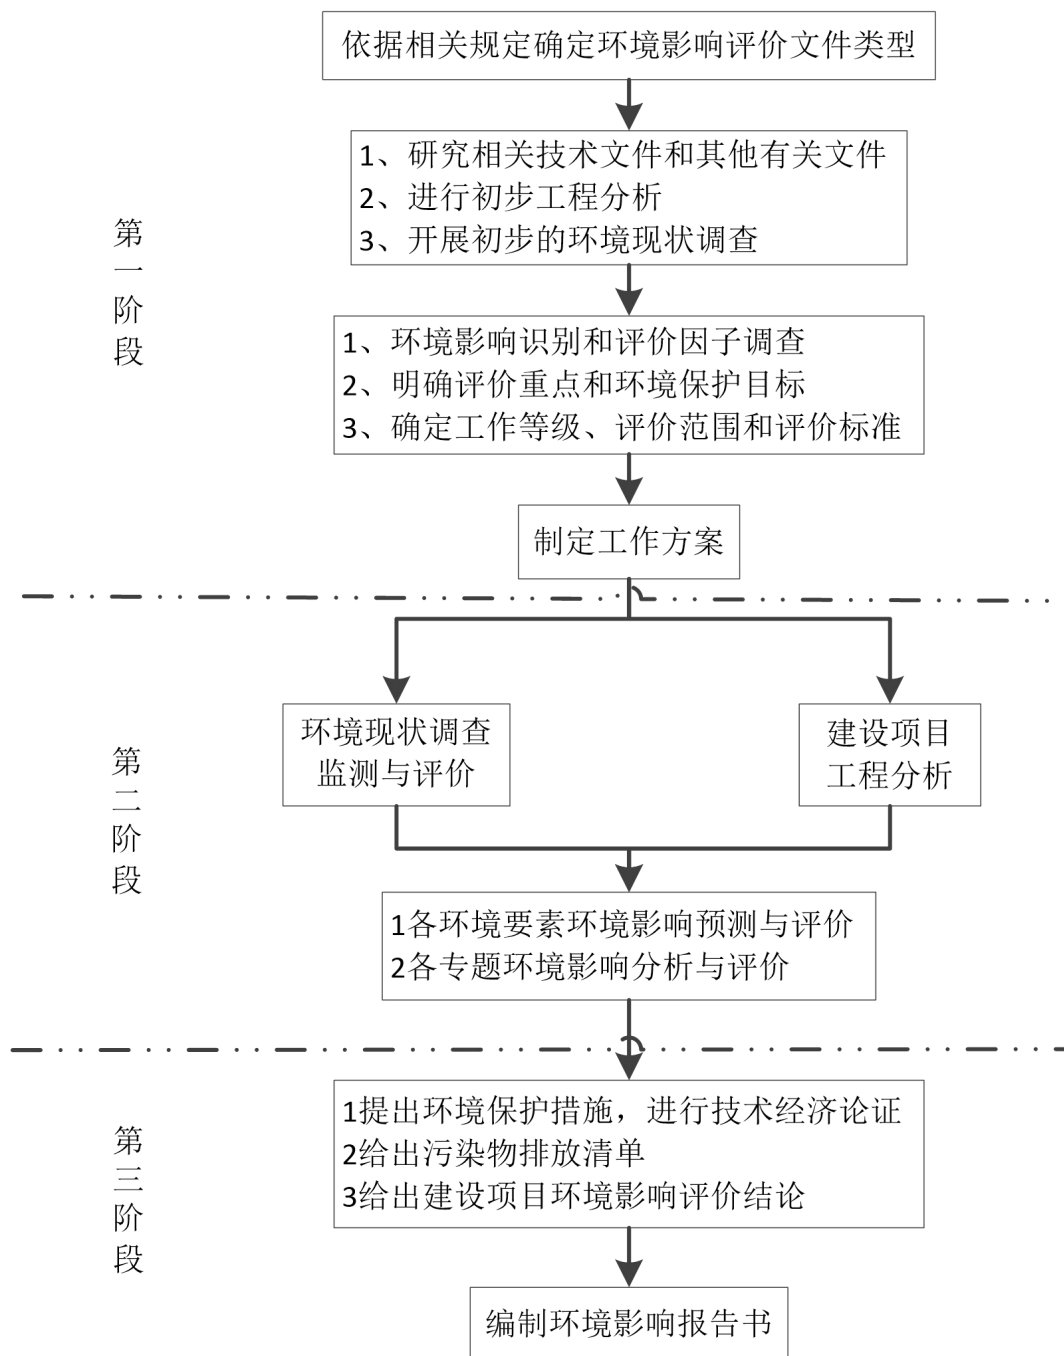 依据相关规定确定环境影响评价文件类型
1、研究相关技术文件和其他有关文件
2、进行初步工程分析
3、开展初步的环境现状调查
第一阶段
1、环境影响识别和评价因子调查
2、明确评价重点和环境保护目标
3、确定工作等级、评价范围和评价标准
制定工作方案
环境现状调查
监测与评价
建设项目
工程分析
第二阶段
1各环境要素环境影响预测与评价
2各专题环境影响分析与评价
1提出环境保护措施，进行技术经济论证
2给出污染物排放清单
3给出建设项目环境影响评价结论
第三阶段
编制环境影响报告书